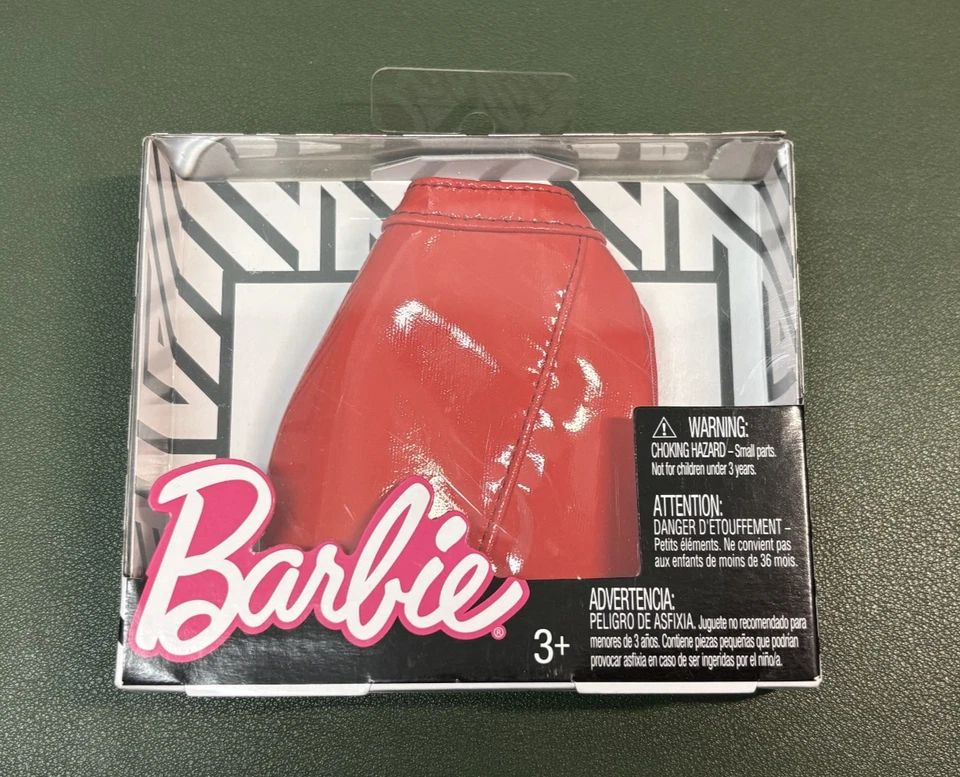 WARNING:
CHOKING HAZARD – Small parts.
Not for children under 3 years.
ATTENTION:
DANGER D'ETOUFFEMENT –
Petits éléments. Ne convient pas
aux enfants de moins de 36 mois.
Barbie®
3+
ADVERTENCIA:
PELIGRO DE ASFIXIA. Juguete no recomendado para
menores de 3 años. Contiene piezas pequeñas que podrían
provocar asfixia en caso de ser ingeridas por el niño/a.